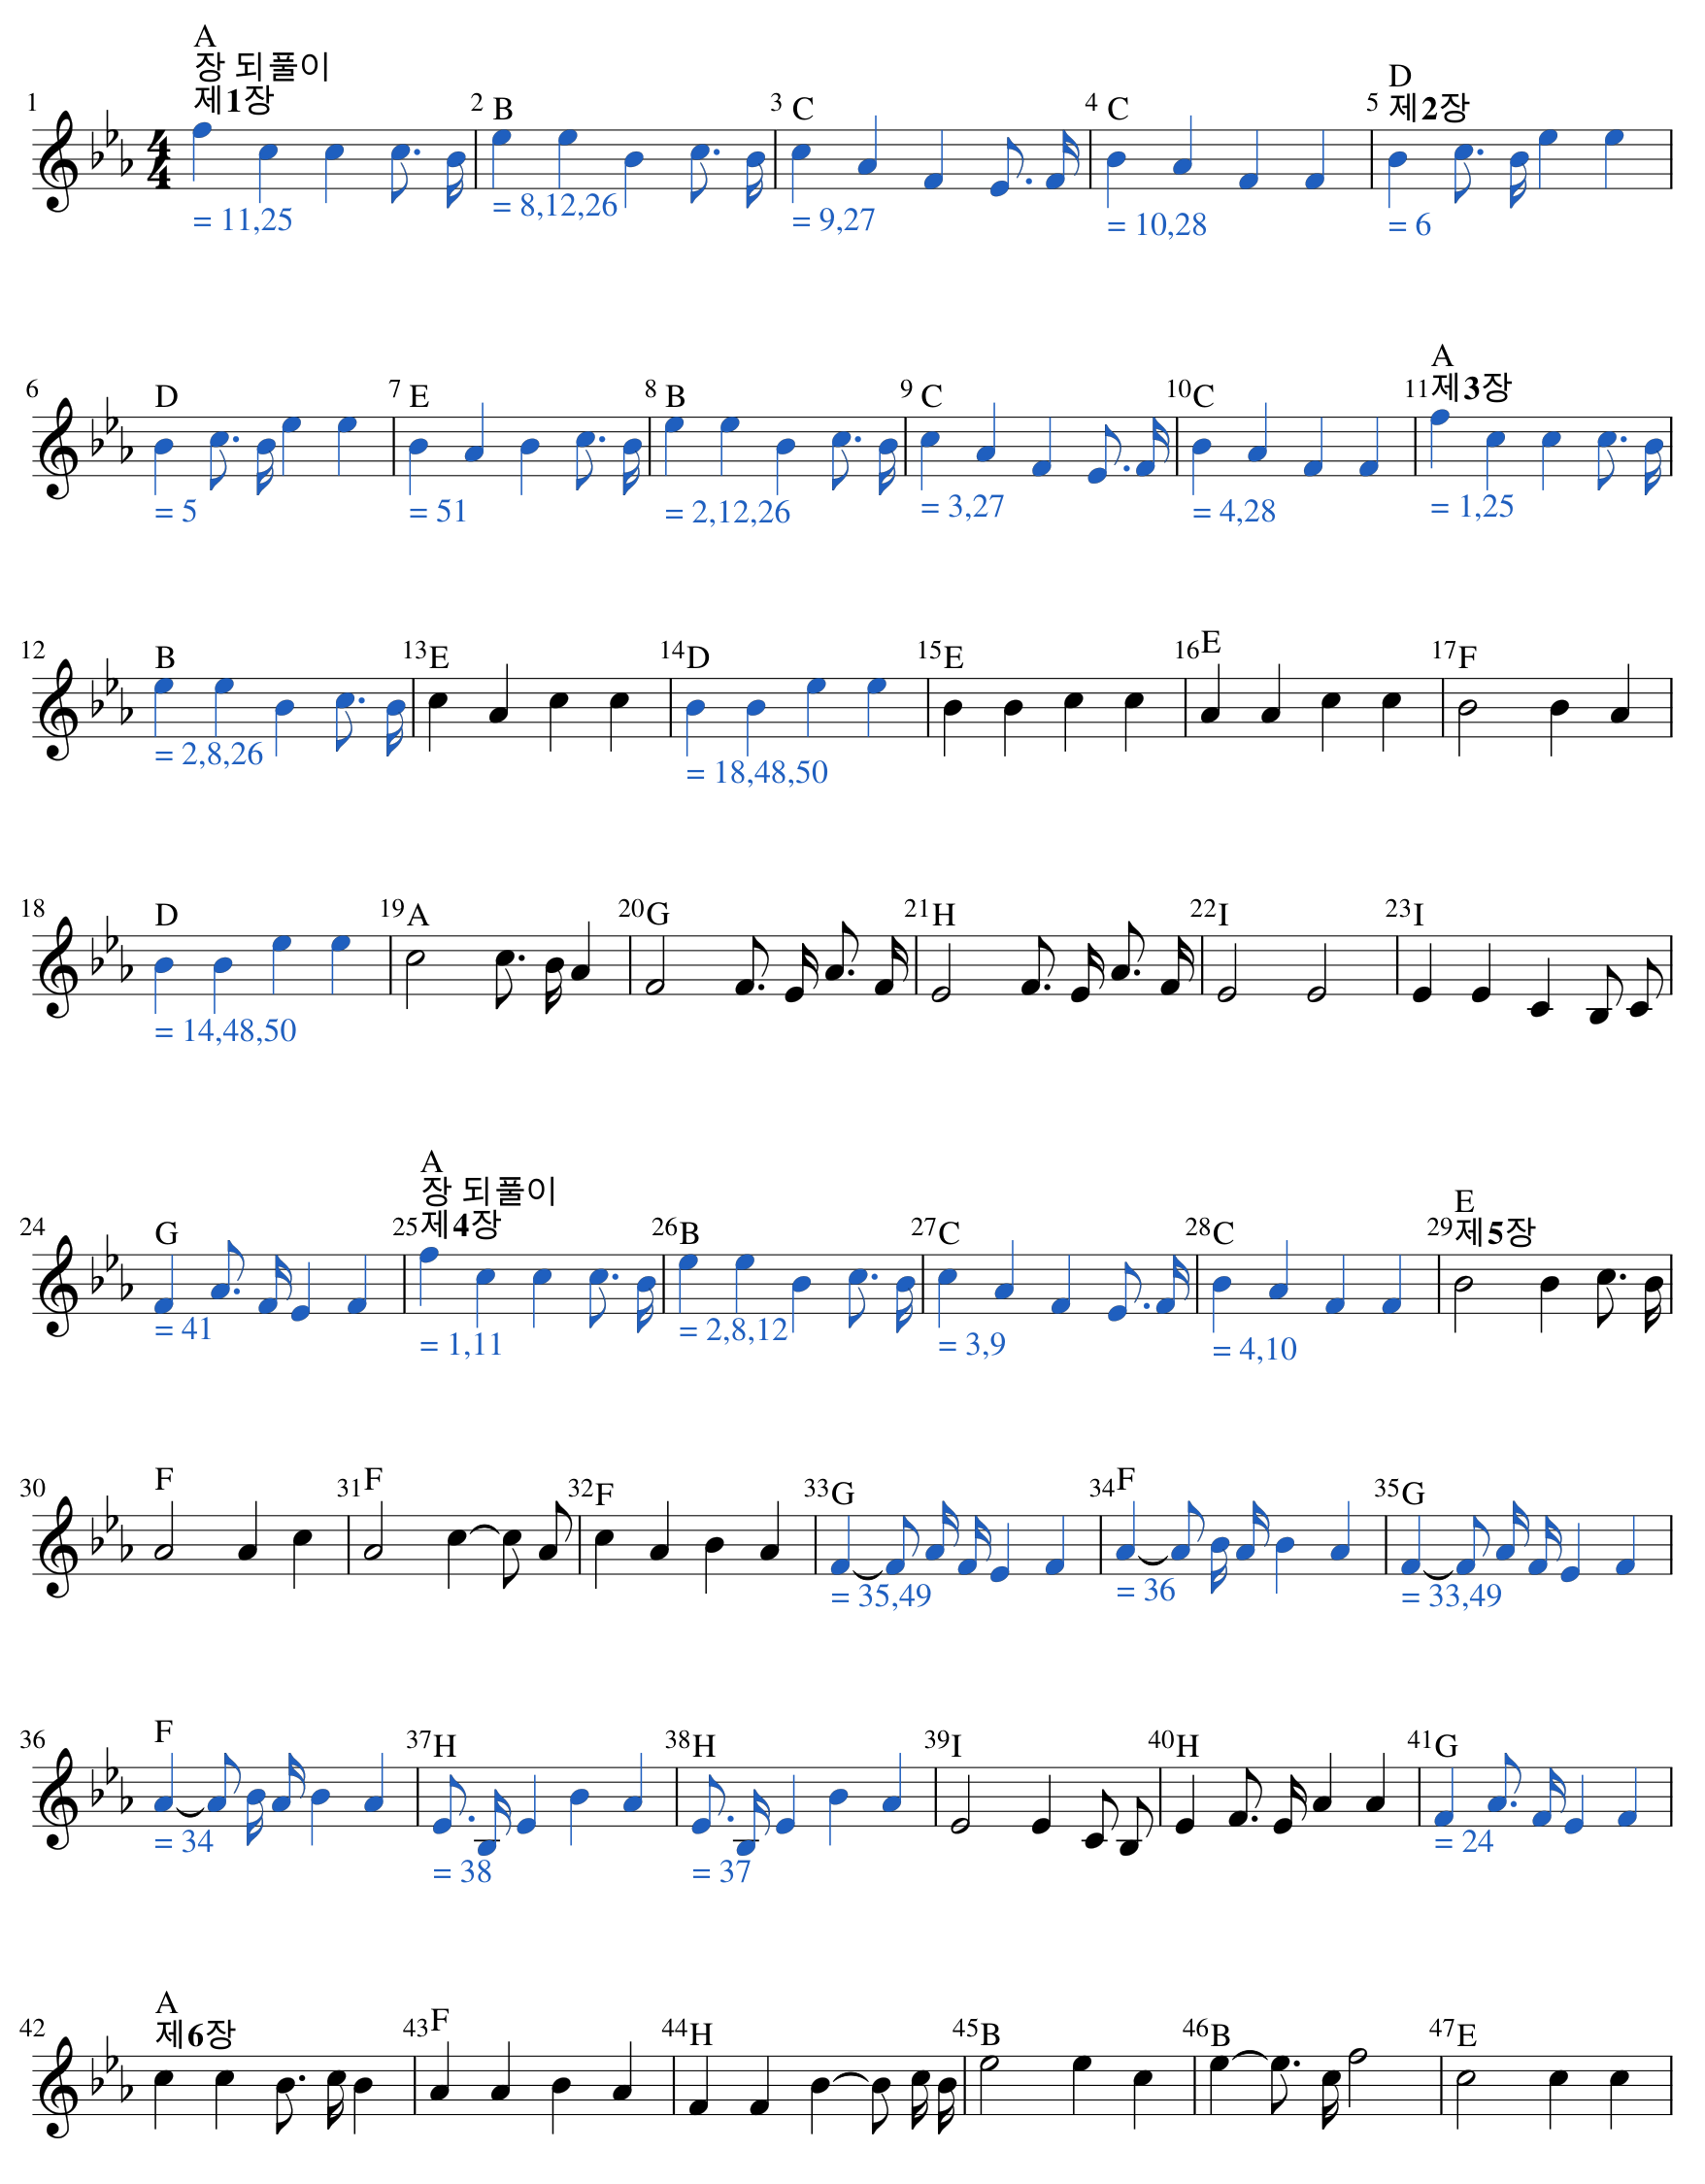 A
장 되풀이
제1장
1 2 B 3 C 4 C 5 D
제2장
4 4
= 11,25 = 8,12,26 = 9,27 = 10,28 = 6
6 D 7 E 8 B 9 C 10 C 11 A
제3장
= 5 = 51 = 2,12,26 = 3,27 = 4,28 = 1,25
12 B 13 E 14 D 15 E 16 E 17 F
= 2,8,26 = 18,48,50
18 D 19 A 20 G 21 H 22 I 23 I
= 14,48,50
A
장 되풀이
제4장
24 G 25 26 B 27 C 28 C 29 E
제5장
= 41 = 1,11 = 2,8,12 = 3,9 = 4,10
30 F 31 F 32 F 33 G 34 F 35 G
= 35,49 = 36 = 33,49
36 F 37 H 38 H 39 I 40 H 41 G
= 34 = 38 = 37 = 24
A
제6장
42 43 F 44 H 45 B 46 B 47 E